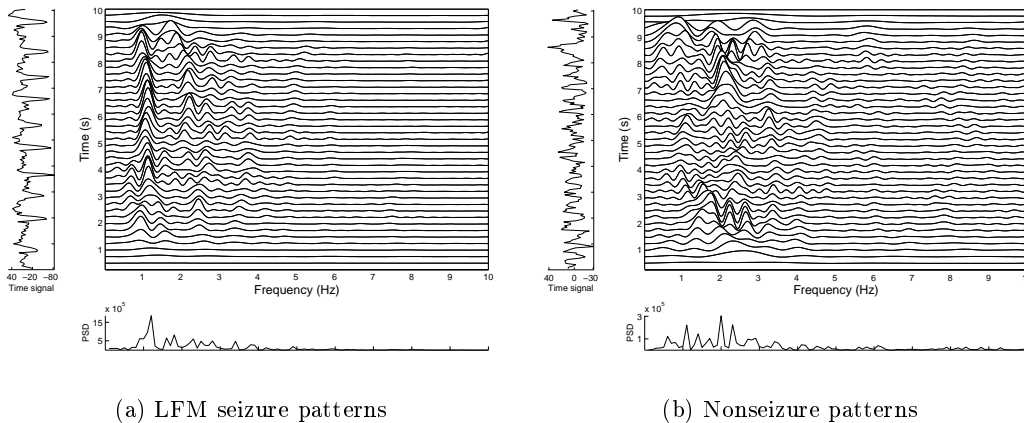 10
9
8
7
6
5
4
3
2
1
Time (s)
40 −20 −80
Time signal
1 2 3 4 5 6 7 8 9 10
Frequency (Hz)
x 10^5
15
5
PSD
(a) LFM seizure patterns
10
9
8
7
6
5
4
3
2
1
Time (s)
40 0 −30
Time signal
1 2 3 4 5 6 7 8 9
Frequency (Hz)
x 10^5
3
1
PSD
(b) Nonseizure patterns